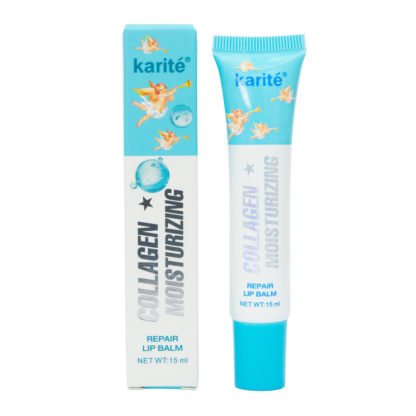 karité®
COLLAGEN ★
MOISTURIZING
REPAIR
LIP BALM
NET WT:15 ml
karité®
COLLAGEN
MOISTURIZING
REPAIR
LIP BALM
NET WT:15 ml